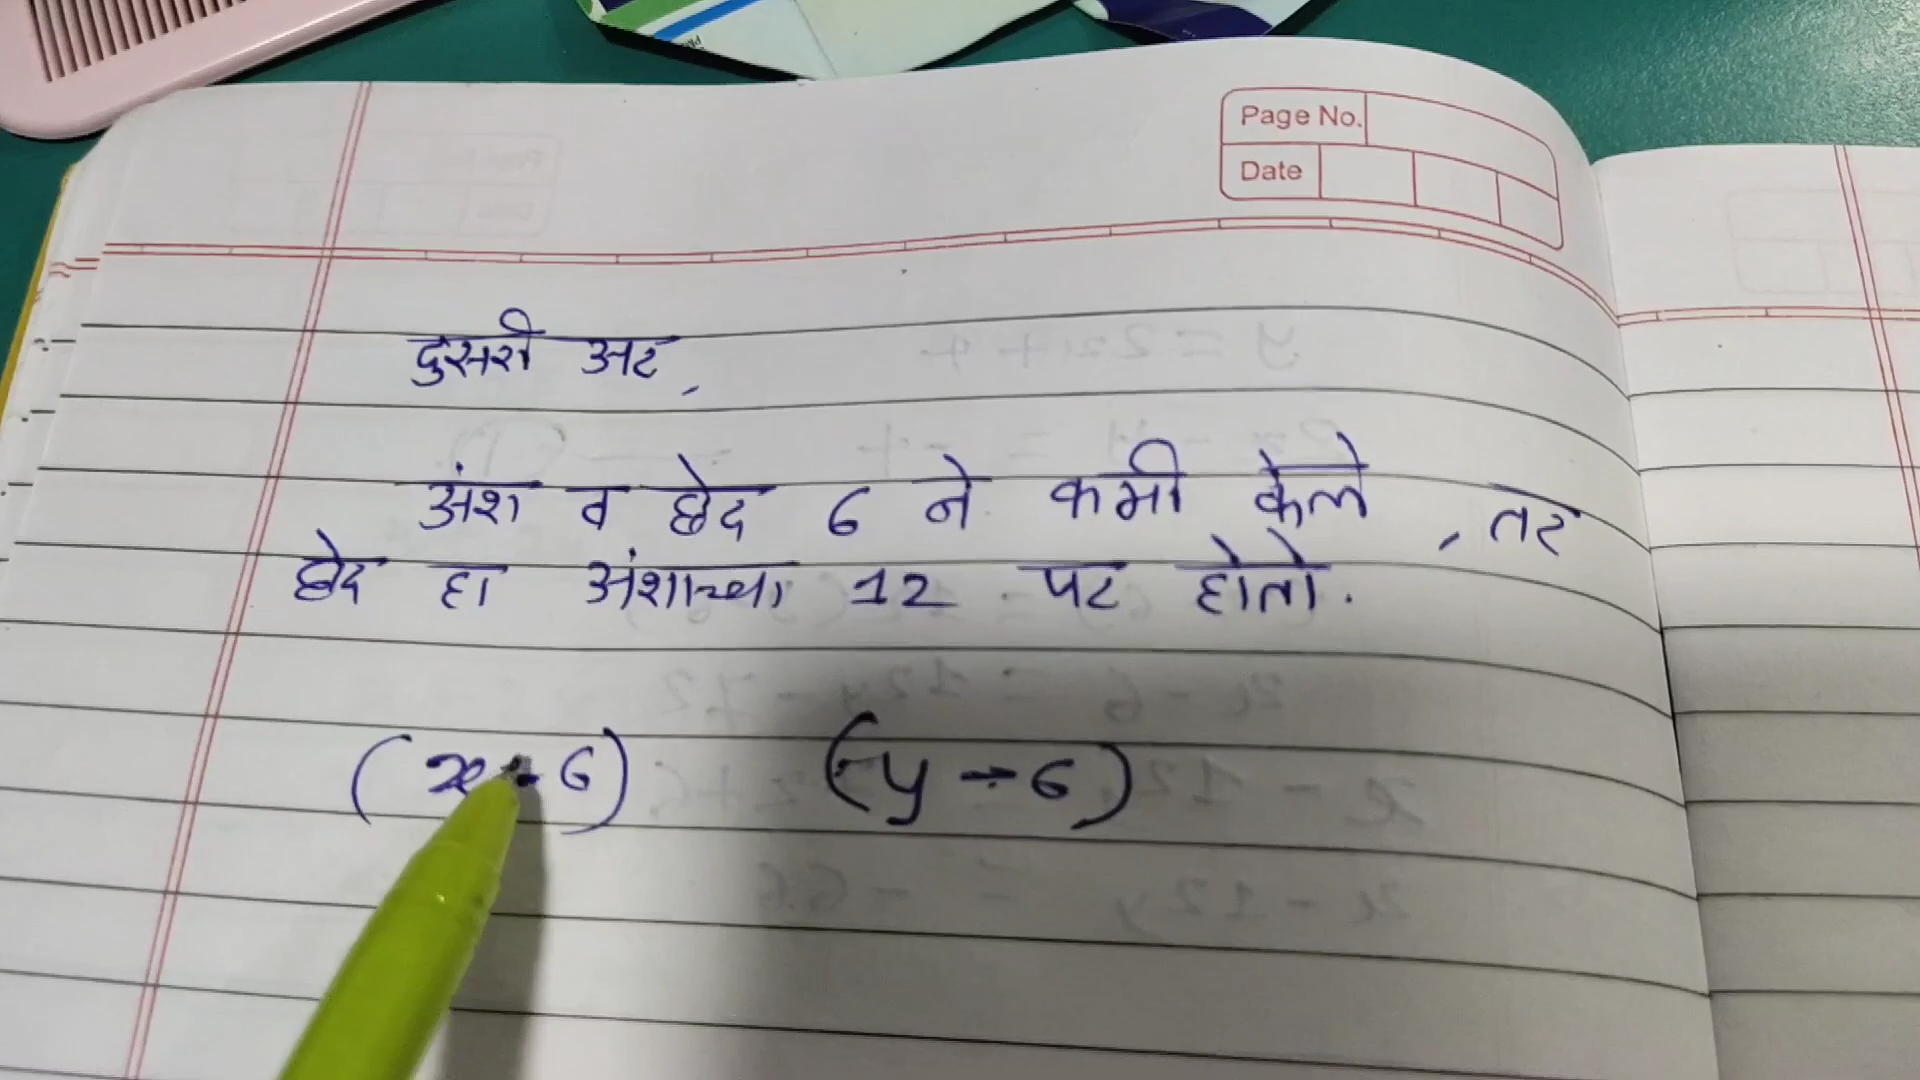 Page No.
Date
दुसरी अट,
अंश व छेद 6 ने कमी केले, तर
छेद हा अंशाच्या 12 पट होतो.
(x-6) (y-6)